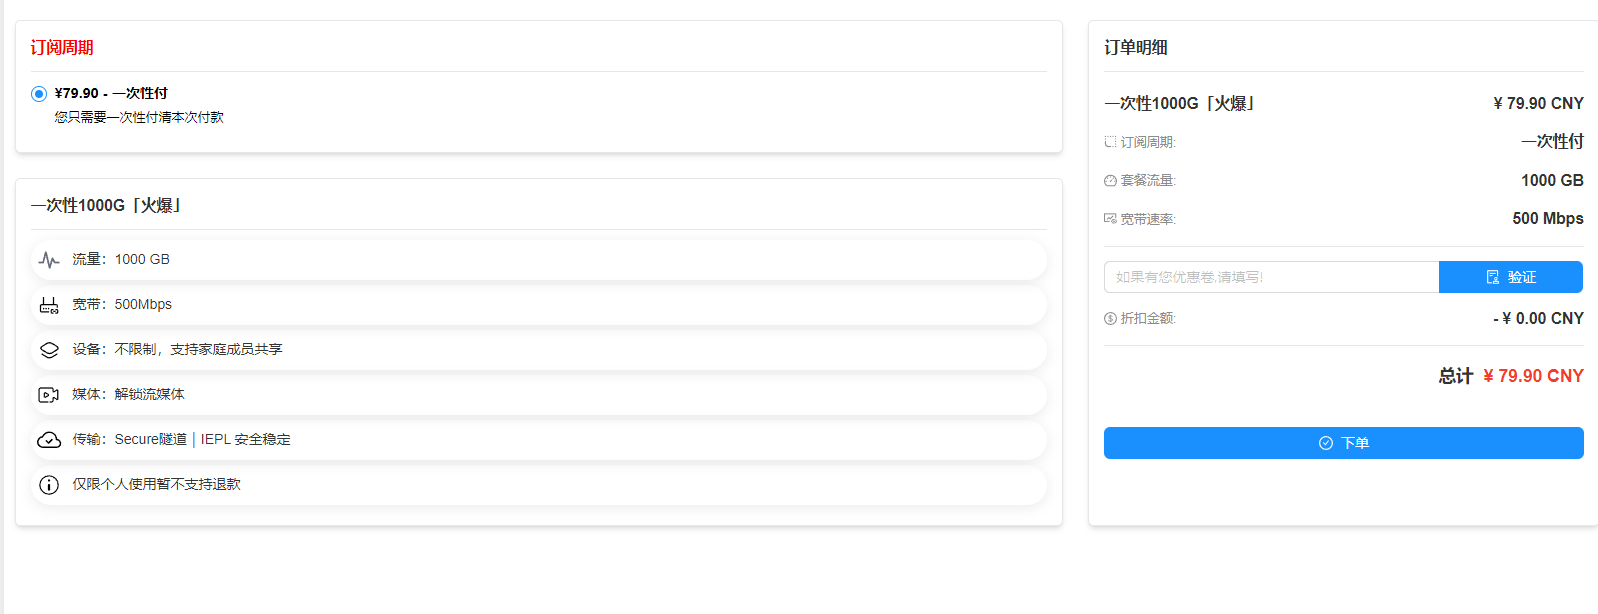 订阅周期
¥79.90 - 一次性付
您只需要一次性付清本次付款
一次性1000G「火爆」
流量：1000 GB
宽带：500Mbps
设备：不限制，支持家庭成员共享
媒体：解锁流媒体
传输：Secure隧道｜IEPL 安全稳定
仅限个人使用暂不支持退款
订单明细
一次性1000G「火爆」 ¥ 79.90 CNY
订阅周期: 一次性付
套餐流量: 1000 GB
宽带速率: 500 Mbps
如果有您优惠卷,请填写! 验证
折扣金额: - ¥ 0.00 CNY
总计 ¥ 79.90 CNY
下单